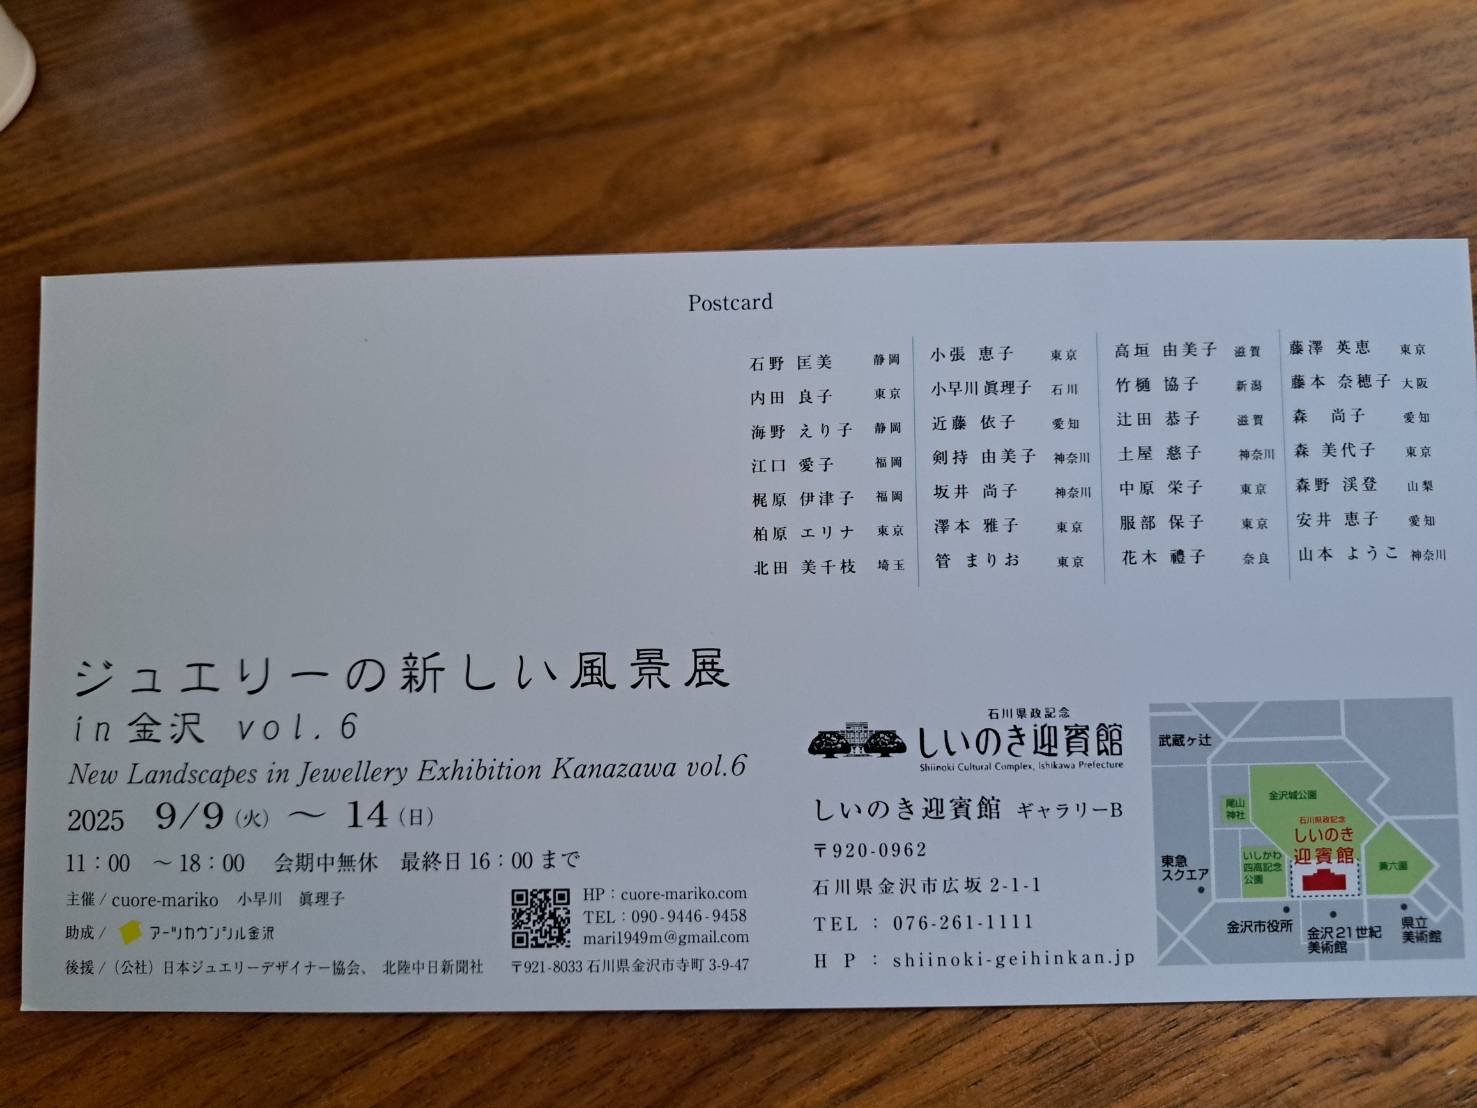 Postcard
石野 匡美 静岡
内田 良子 東京
海野 えり子 静岡
江口 愛子 福岡
梶原 伊津子 福岡
柏原 エリナ 東京
北田 美千枝 埼玉
小張 恵子 東京
小早川 眞理子 石川
近藤 依子 愛知
剣持 由美子 神奈川
坂井 尚子 神奈川
澤本 雅子 東京
管 まりお 東京
高垣 由美子 滋賀
竹樋 協子 新潟
辻田 恭子 滋賀
土屋 慈子 神奈川
中原 栄子 東京
服部 保子 東京
花木 禮子 奈良
藤澤 英恵 東京
藤本 奈穂子 大阪
森 尚子 愛知
森 美代子 東京
森野 渓登 山梨
安井 恵子 愛知
山本 ようこ 神奈川
ジュエリーの新しい風景展
in 金沢 vol.6
New Landscapes in Jewellery Exhibition Kanazawa vol.6
2025 9/9(火) ～ 14(日)
11：00 ～18：00 会期中無休 最終日16：00まで
主催 / cuore-mariko 小早川 眞理子
助成 / アーツカウンシル金沢
後援 /（公社）日本ジュエリーデザイナー協会、 北陸中日新聞社
HP：cuore-mariko.com
TEL：090-9446-9458
mari1949m@gmail.com
〒921-8033 石川県金沢市寺町 3-9-47
石川県政記念
しいのき迎賓館
Shiinoki Cultural Complex, Ishikawa Prefecture
しいのき迎賓館 ギャラリーB
〒920-0962
石川県金沢市広坂 2-1-1
TEL： 076-261-1111
H P ： shiinoki-geihinkan.jp
武蔵ヶ辻
尾山
神社
金沢城公園
石川県政記念
しいのき
迎賓館
いしかわ
四高記念
公園
兼六園
東急
スクエア
金沢市役所
金沢21世紀
美術館
県立
美術館